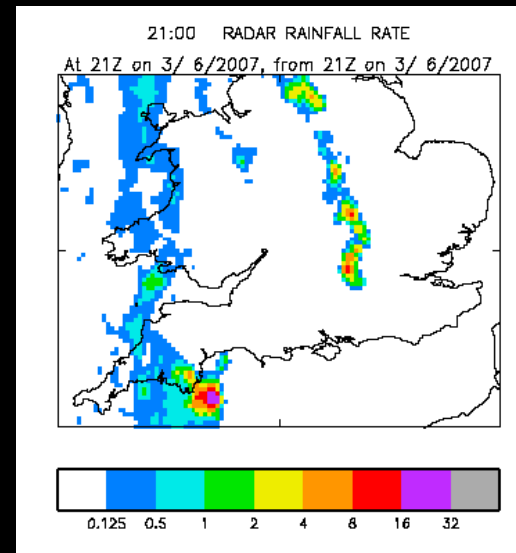 21:00 RADAR RAINFALL RATE
At 21Z on 3/ 6/2007, from 21Z on 3/ 6/2007
0.125 0.5 1 2 4 8 16 32